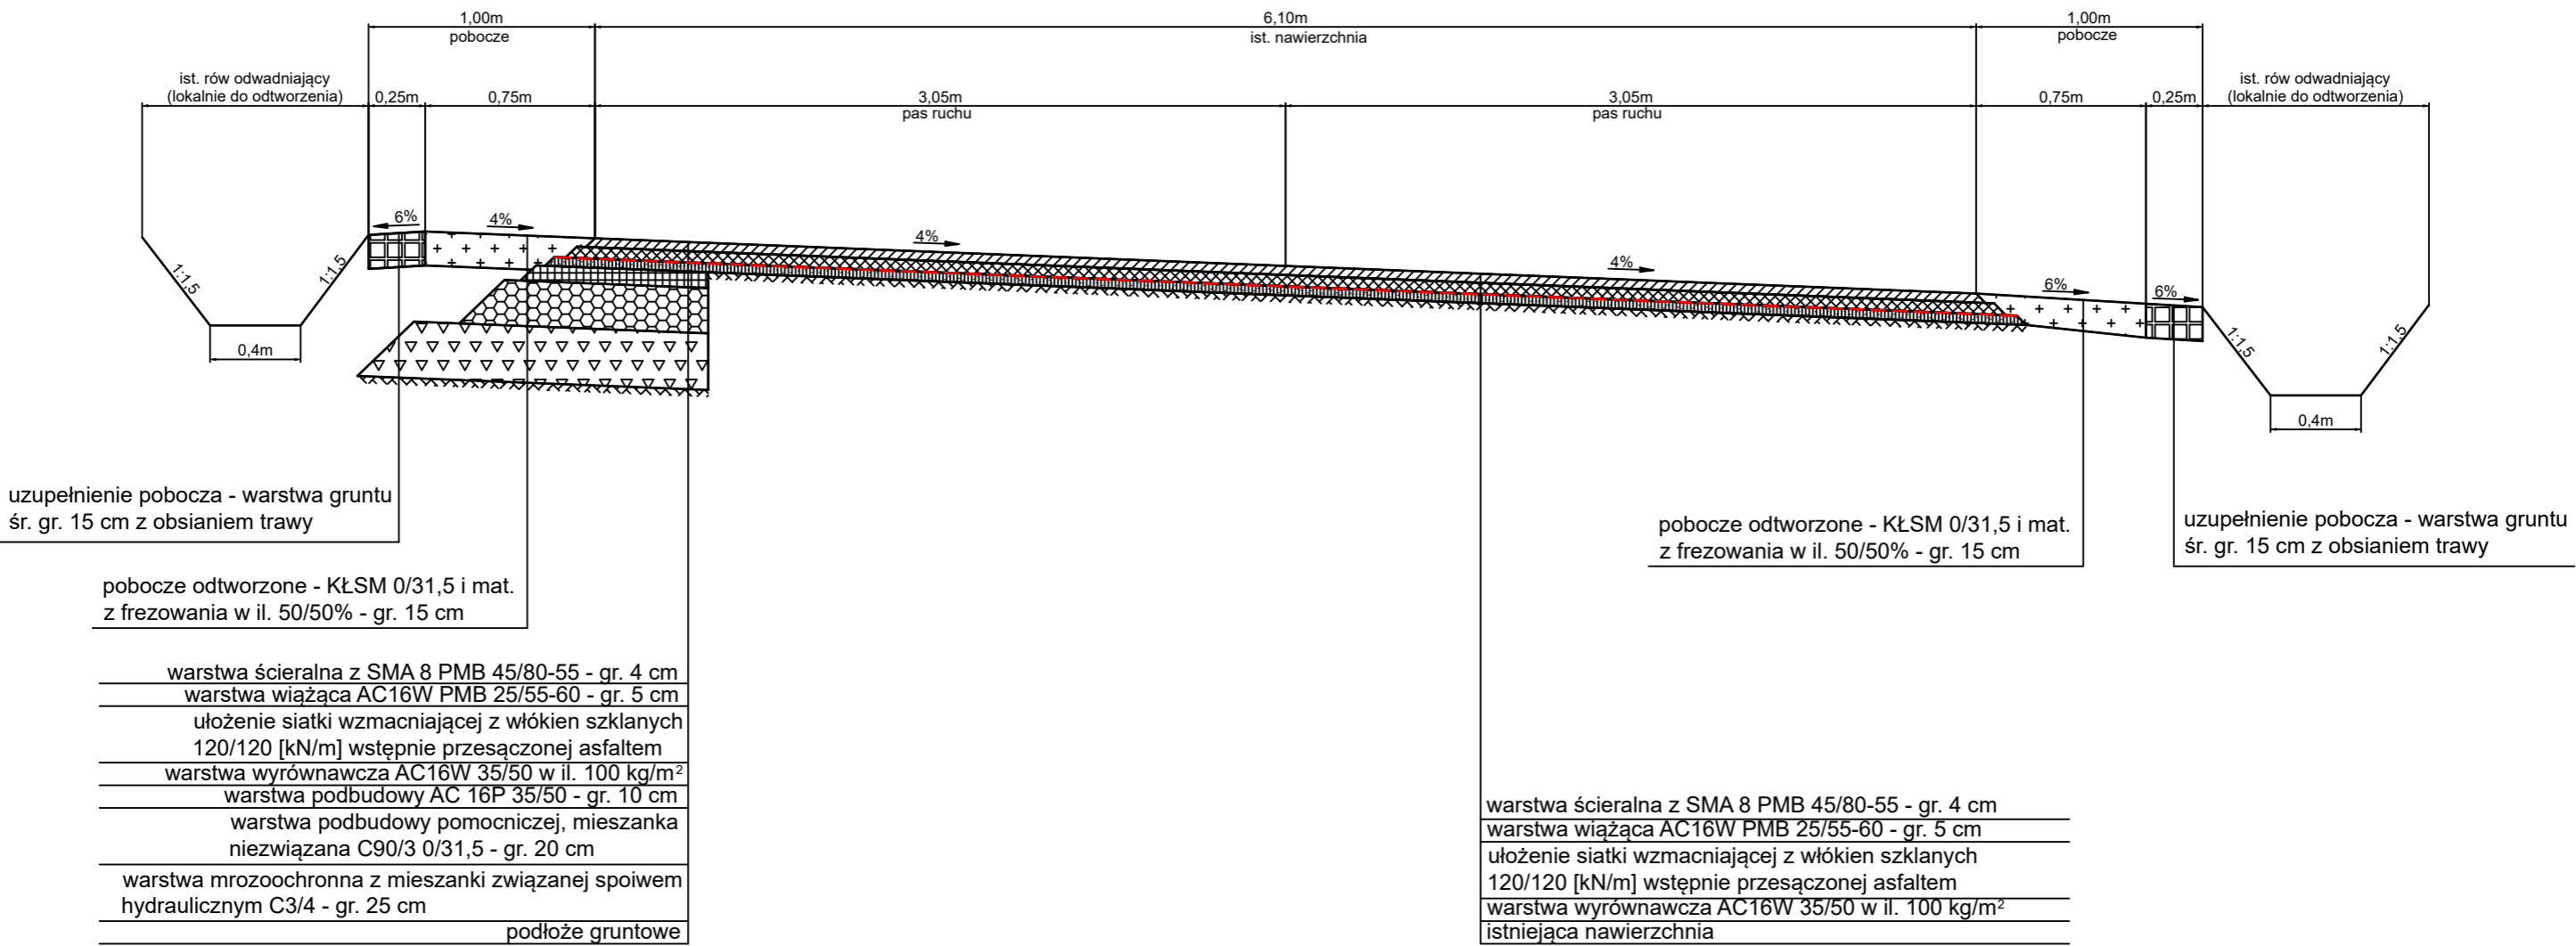 1,00m
6,10m
1,00m
pobocze
ist. nawierzchnia
pobocze
ist. rów odwadniający
(lokalnie do odtworzenia)
0,25m
0,75m
3,05m
pas ruchu
3,05m
pas ruchu
0,75m
0,25m
ist. rów odwadniający
(lokalnie do odtworzenia)
6%
4%
4%
4%
6%
6%
1:1,5
1:1,5
0,4m
1:1,5
1:1,5
0,4m
uzupełnienie pobocza - warstwa gruntu
śr. gr. 15 cm z obsianiem trawy
pobocze odtworzone - KŁSM 0/31,5 i mat.
z frezowania w il. 50/50% - gr. 15 cm
warstwa ścieralna z SMA 8 PMB 45/80-55 - gr. 4 cm
warstwa wiążąca AC16W PMB 25/55-60 - gr. 5 cm
ułożenie siatki wzmacniającej z włókien szklanych
120/120 [kN/m] wstępnie przesączonej asfaltem
warstwa wyrównawcza AC16W 35/50 w il. 100 kg/m²
warstwa podbudowy AC 16P 35/50 - gr. 10 cm
warstwa podbudowy pomocniczej, mieszanka
niezwiązana C90/3 0/31,5 - gr. 20 cm
warstwa mrozoochronna z mieszanki związanej spoiwem
hydraulicznym C3/4 - gr. 25 cm
podłoże gruntowe
pobocze odtworzone - KŁSM 0/31,5 i mat.
z frezowania w il. 50/50% - gr. 15 cm
uzupełnienie pobocza - warstwa gruntu
śr. gr. 15 cm z obsianiem trawy
warstwa ścieralna z SMA 8 PMB 45/80-55 - gr. 4 cm
warstwa wiążąca AC16W PMB 25/55-60 - gr. 5 cm
ułożenie siatki wzmacniającej z włókien szklanych
120/120 [kN/m] wstępnie przesączonej asfaltem
warstwa wyrównawcza AC16W 35/50 w il. 100 kg/m²
istniejąca nawierzchnia